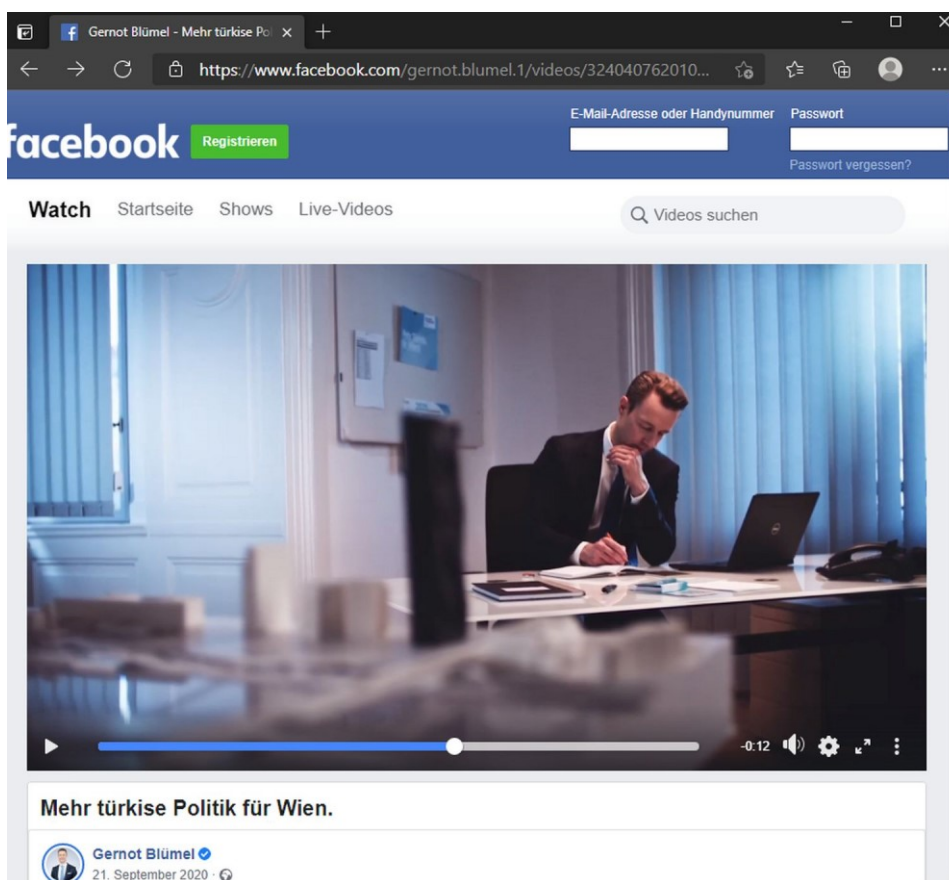 Gernot Blümel - Mehr türkise Pol
https://www.facebook.com/gernot.blumel.1/videos/324040762010...
E-Mail-Adresse oder Handynummer Passwort
facebook Registrieren
Passwort vergessen?
Watch Startseite Shows Live-Videos Videos suchen
-0:12
Mehr türkise Politik für Wien.
Gernot Blümel
21. September 2020